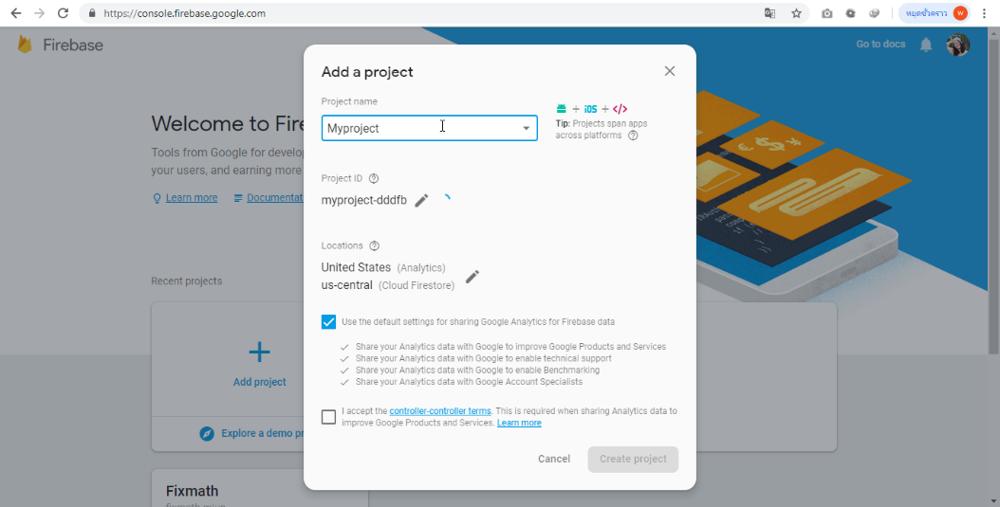 https://console.firebase.google.com
หยุดชั่วคราว
W
Firebase
Go to docs
Add a project
Project name
Myproject
+ iOS + </>
Tip: Projects span apps
across platforms
Welcome to Fire
Tools from Google for develo
your users, and earning more
Learn more
Documentat
Project ID
myproject-dddfb
Locations
United States (Analytics)
us-central (Cloud Firestore)
Recent projects
Use the default settings for sharing Google Analytics for Firebase data
Share your Analytics data with Google to improve Google Products and Services
Share your Analytics data with Google to enable technical support
Share your Analytics data with Google to enable Benchmarking
Share your Analytics data with Google Account Specialists
Add project
I accept the controller-controller terms. This is required when sharing Analytics data to
improve Google Products and Services. Learn more
Explore a demo pr
Cancel
Create project
Fixmath